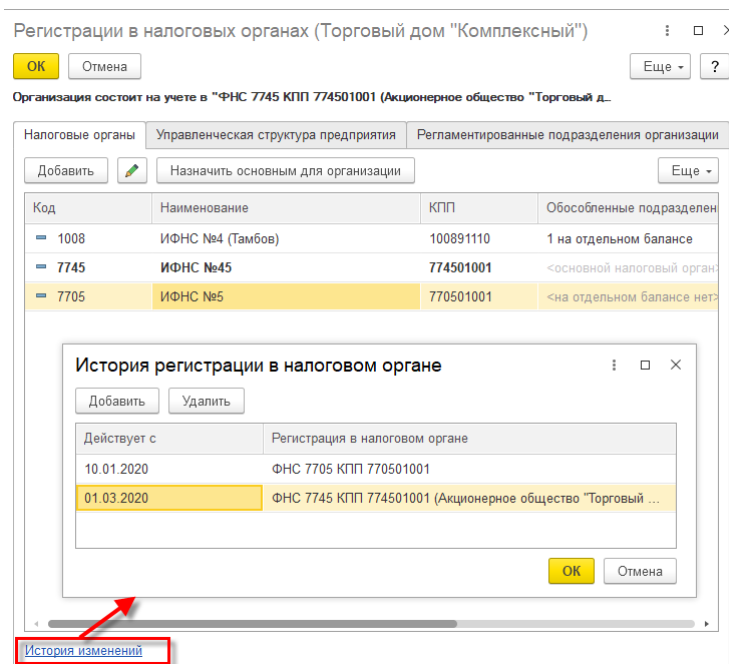 Регистрации в налоговых органах (Торговый дом "Комплексный")
ОК Отмена Еще ?
Организация состоит на учете в "ФНС 7745 КПП 774501001 (Акционерное общество "Торговый д...
Налоговые органы Управленческая структура предприятия Регламентированные подразделения организации
Добавить Назначить основным для организации Еще
Код Наименование КПП Обособленные подразделен
1008 ИФНС №4 (Тамбов) 100891110 1 на отдельном балансе
7745 ИФНС №45 774501001 <основной налоговый орган>
7705 ИФНС №5 770501001 <на отдельном балансе нет>
История регистрации в налоговом органе
Добавить Удалить
Действует с Регистрация в налоговом органе
10.01.2020 ФНС 7705 КПП 770501001
01.03.2020 ФНС 7745 КПП 774501001 (Акционерное общество "Торговый ...
ОК Отмена
История изменений